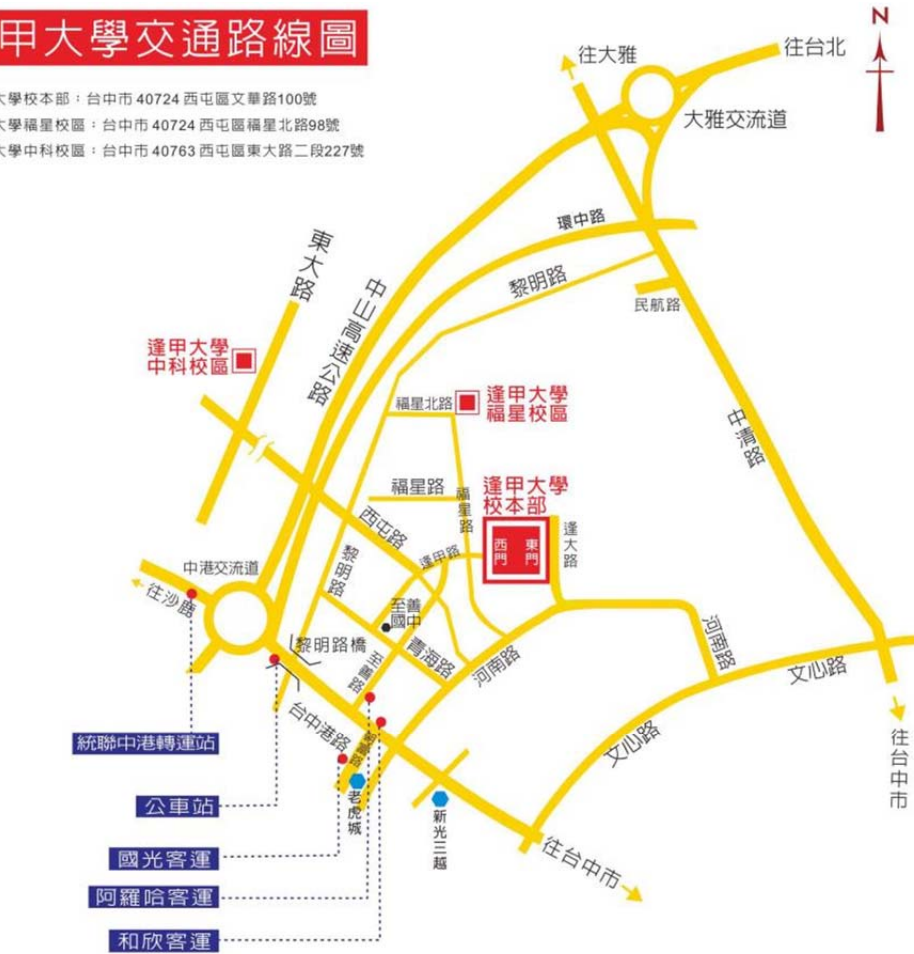 甲大學交通路線圖
大學校本部：台中市 40724 西屯區文華路100號
大學福星校區：台中市 40724 西屯區福星北路98號
大學中科校區：台中市 40763 西屯區東大路二段227號
N
往大雅
往台北
大雅交流道
環中路
黎明路
民航路
東大路
中山高速公路
逢甲大學
中科校區
福星北路
逢甲大學
福星校區
中清路
福星路
福星路
逢甲大學
校本部
西門
東門
逢大路
西屯路
逢甲路
黎明路
中港交流道
往沙鹿
至善
國中
黎明路橋
青海路
至善路
河南路
河南路
文心路
文心路
台中港路
朝富路
統聯中港轉運站
公車站
國光客運
阿羅哈客運
和欣客運
老虎城
新光三越
往台中市
往台中市